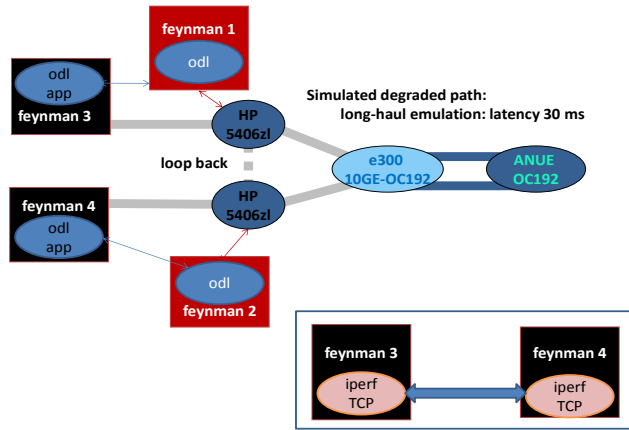 feynman 1
odl
odl
app
feynman 3
HP
5406zl
Simulated degraded path:
long-haul emulation: latency 30 ms
loop back
e300
10GE-OC192
ANUE
OC192
feynman 4
HP
5406zl
odl
app
odl
feynman 2
feynman 3
feynman 4
iperf
TCP
iperf
TCP